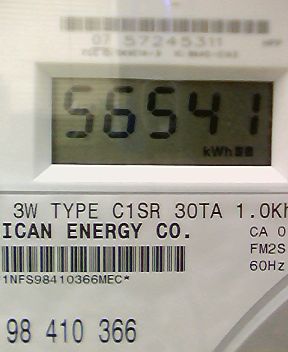 07 57245311
56541
kWh
3W TYPE C1SR 30TA 1.0Kh
ICAN ENERGY CO.
CA 0
FM2S
60Hz
*1NFS98410366MEC*
98 410 366